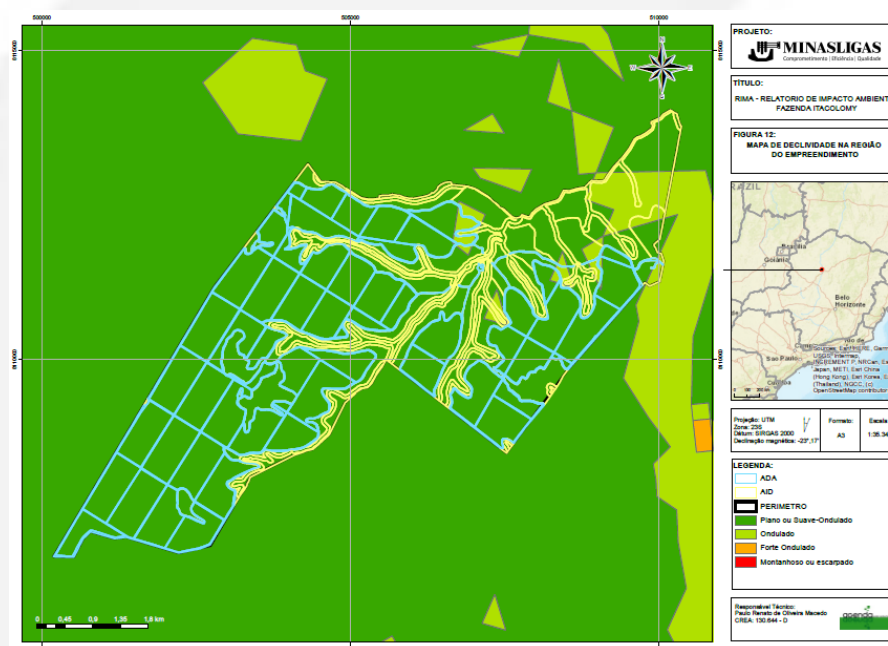 500000 505000 510000
PROJETO:
MINASLIGAS
Comprometimento | Eficiência | Qualidade
TÍTULO:
RIMA - RELATORIO DE IMPACTO AMBIENT
FAZENDA ITACOLOMY
FIGURA 12:
MAPA DE DECLIVIDADE NA REGIÃO
DO EMPREENDIMENTO
N
W E
S
BRAZIL
Brasília
Goiânia
Belo
Horizonte
Sao Paulo
Curitiba
Projeção: UTM
Zona: 23S
Datum: SIRGAS 2000
Declinação magnética: -23°,17'
Formato:
A3
Escala
LEGENDA:
ADA
AID
PERIMETRO
Plano ou Suave-Ondulado
Ondulado
Forte Ondulado
Montanhoso ou escarpado
0 0,45 0,9 1,35 1,8 km
Responsável Técnico:
Paulo Renato de Oliveira Macedo
CREA: 130.644 - D